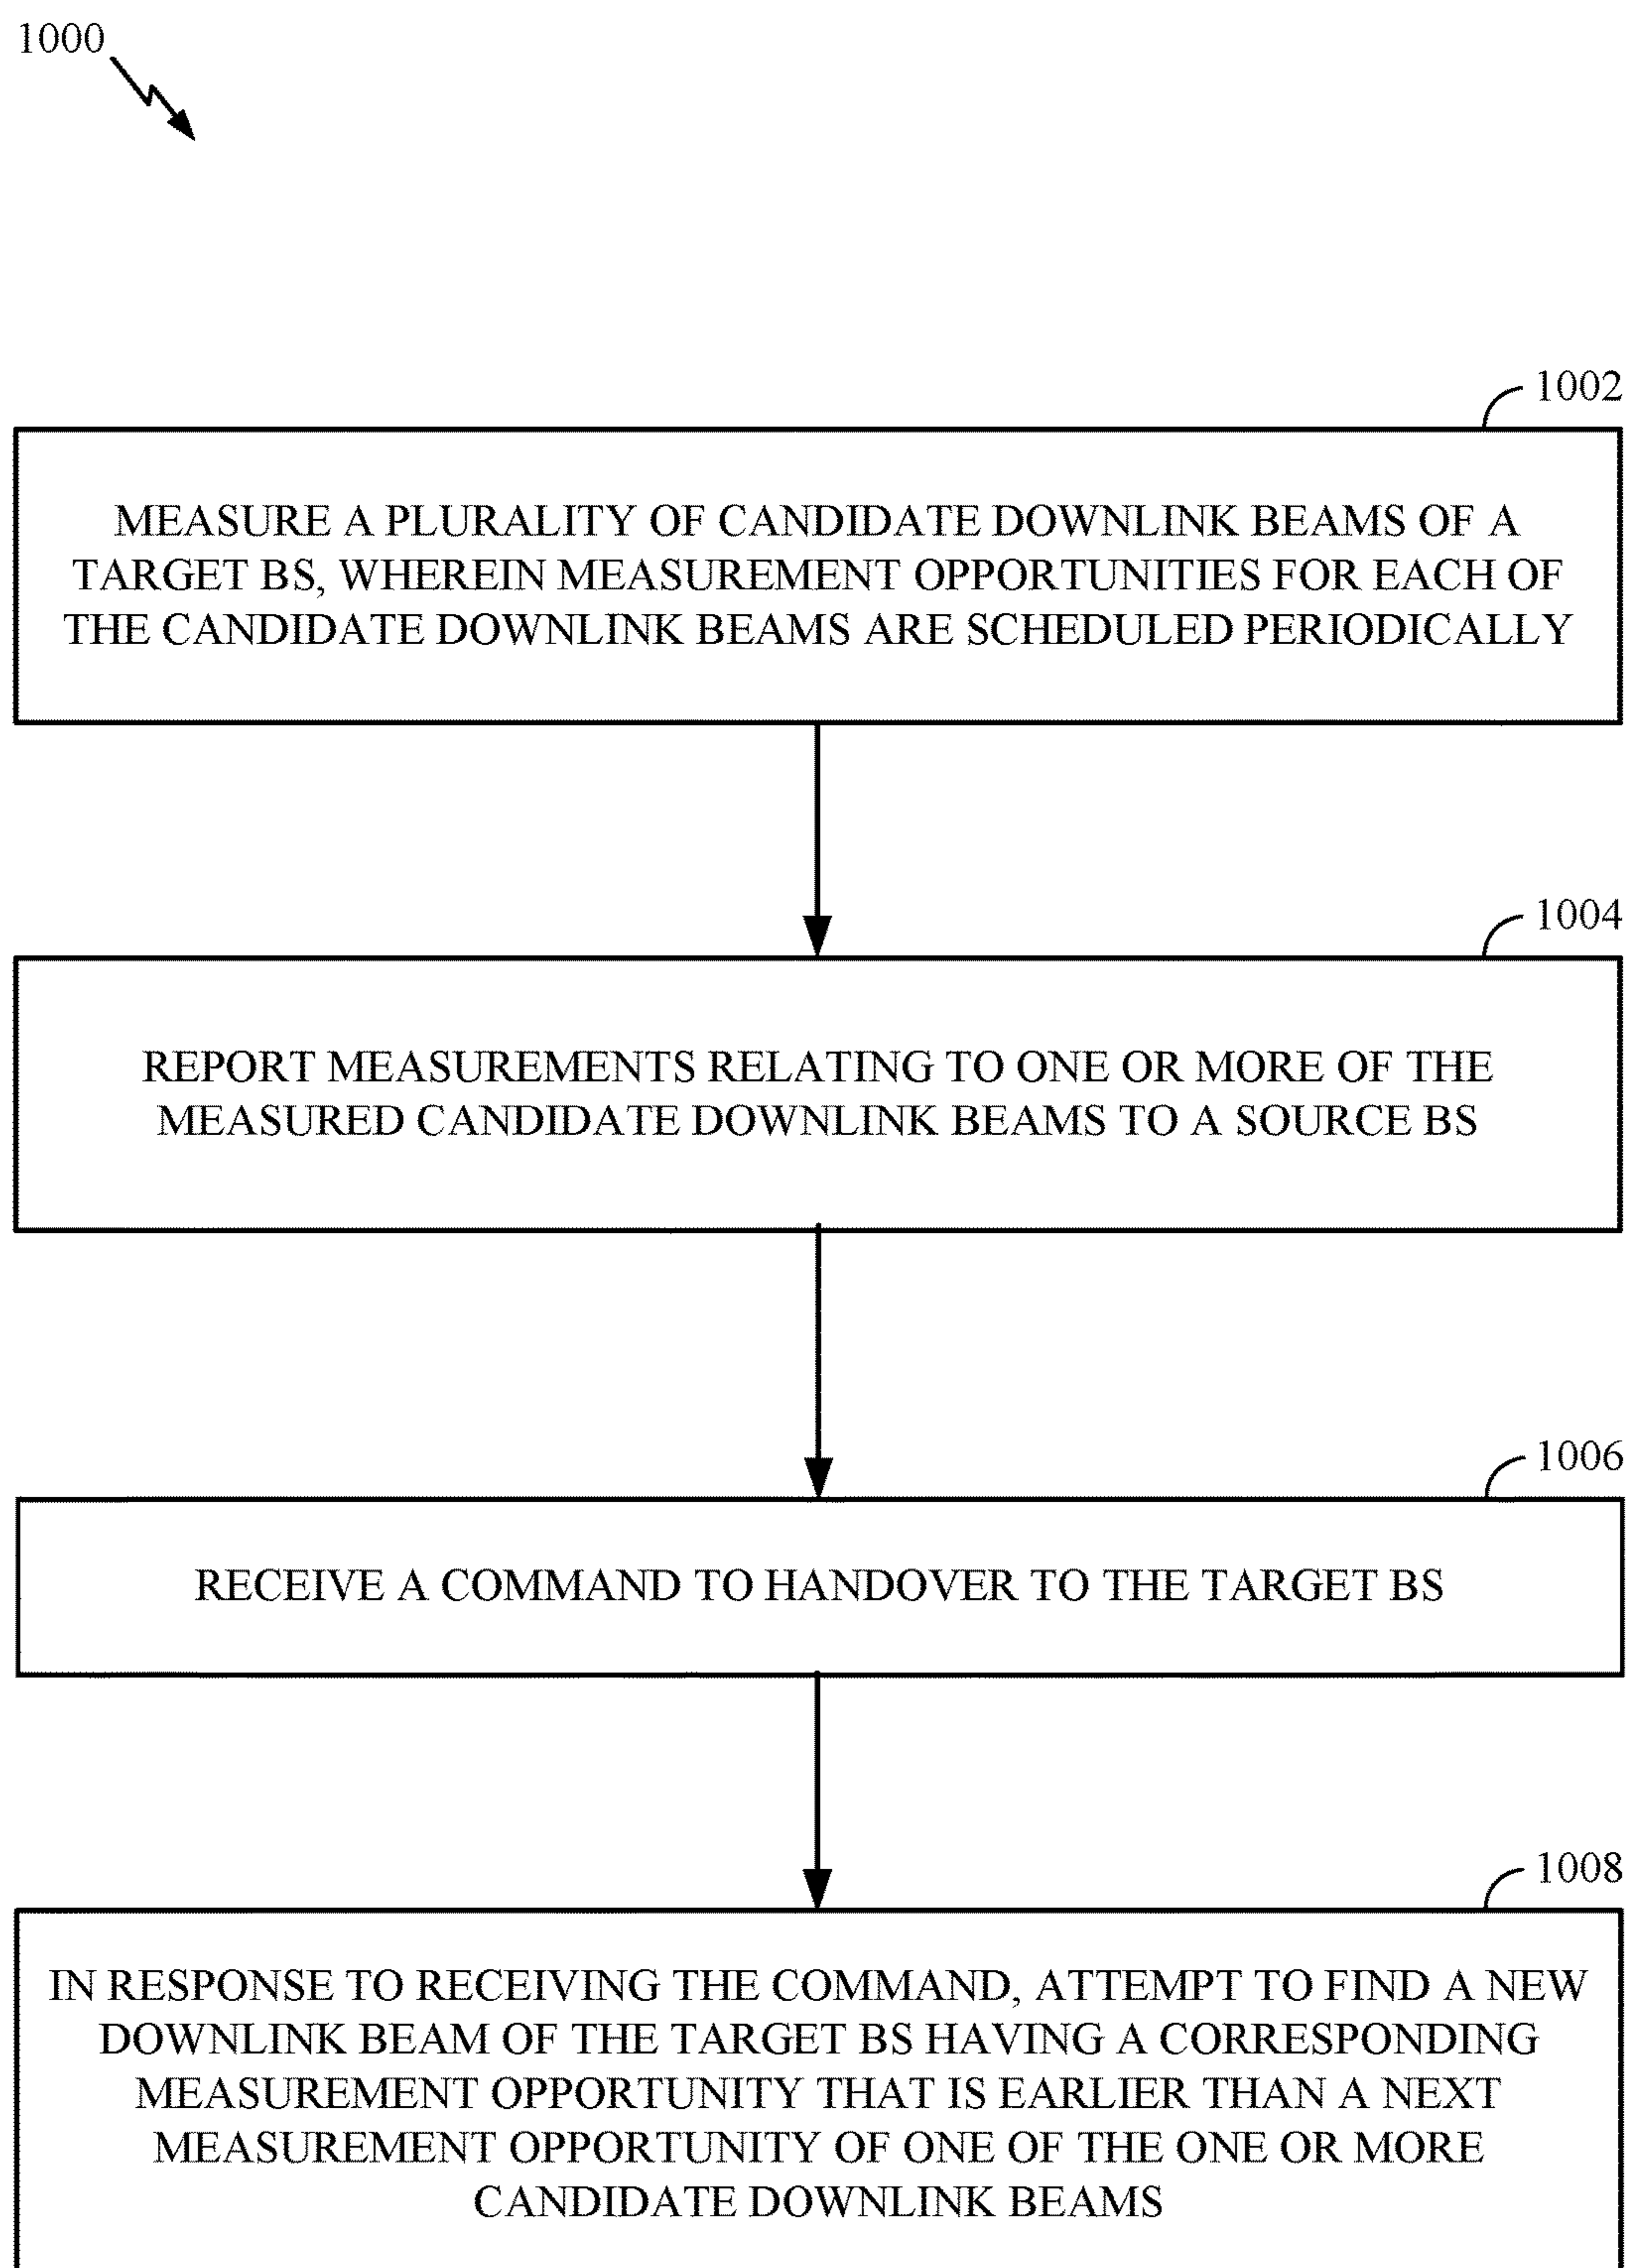 1000
1002
MEASURE A PLURALITY OF CANDIDATE DOWNLINK BEAMS OF A
TARGET BS, WHEREIN MEASUREMENT OPPORTUNITIES FOR EACH OF
THE CANDIDATE DOWNLINK BEAMS ARE SCHEDULED PERIODICALLY
1004
REPORT MEASUREMENTS RELATING TO ONE OR MORE OF THE
MEASURED CANDIDATE DOWNLINK BEAMS TO A SOURCE BS
1006
RECEIVE A COMMAND TO HANDOVER TO THE TARGET BS
1008
IN RESPONSE TO RECEIVING THE COMMAND, ATTEMPT TO FIND A NEW
DOWNLINK BEAM OF THE TARGET BS HAVING A CORRESPONDING
MEASUREMENT OPPORTUNITY THAT IS EARLIER THAN A NEXT
MEASUREMENT OPPORTUNITY OF ONE OF THE ONE OR MORE
CANDIDATE DOWNLINK BEAMS